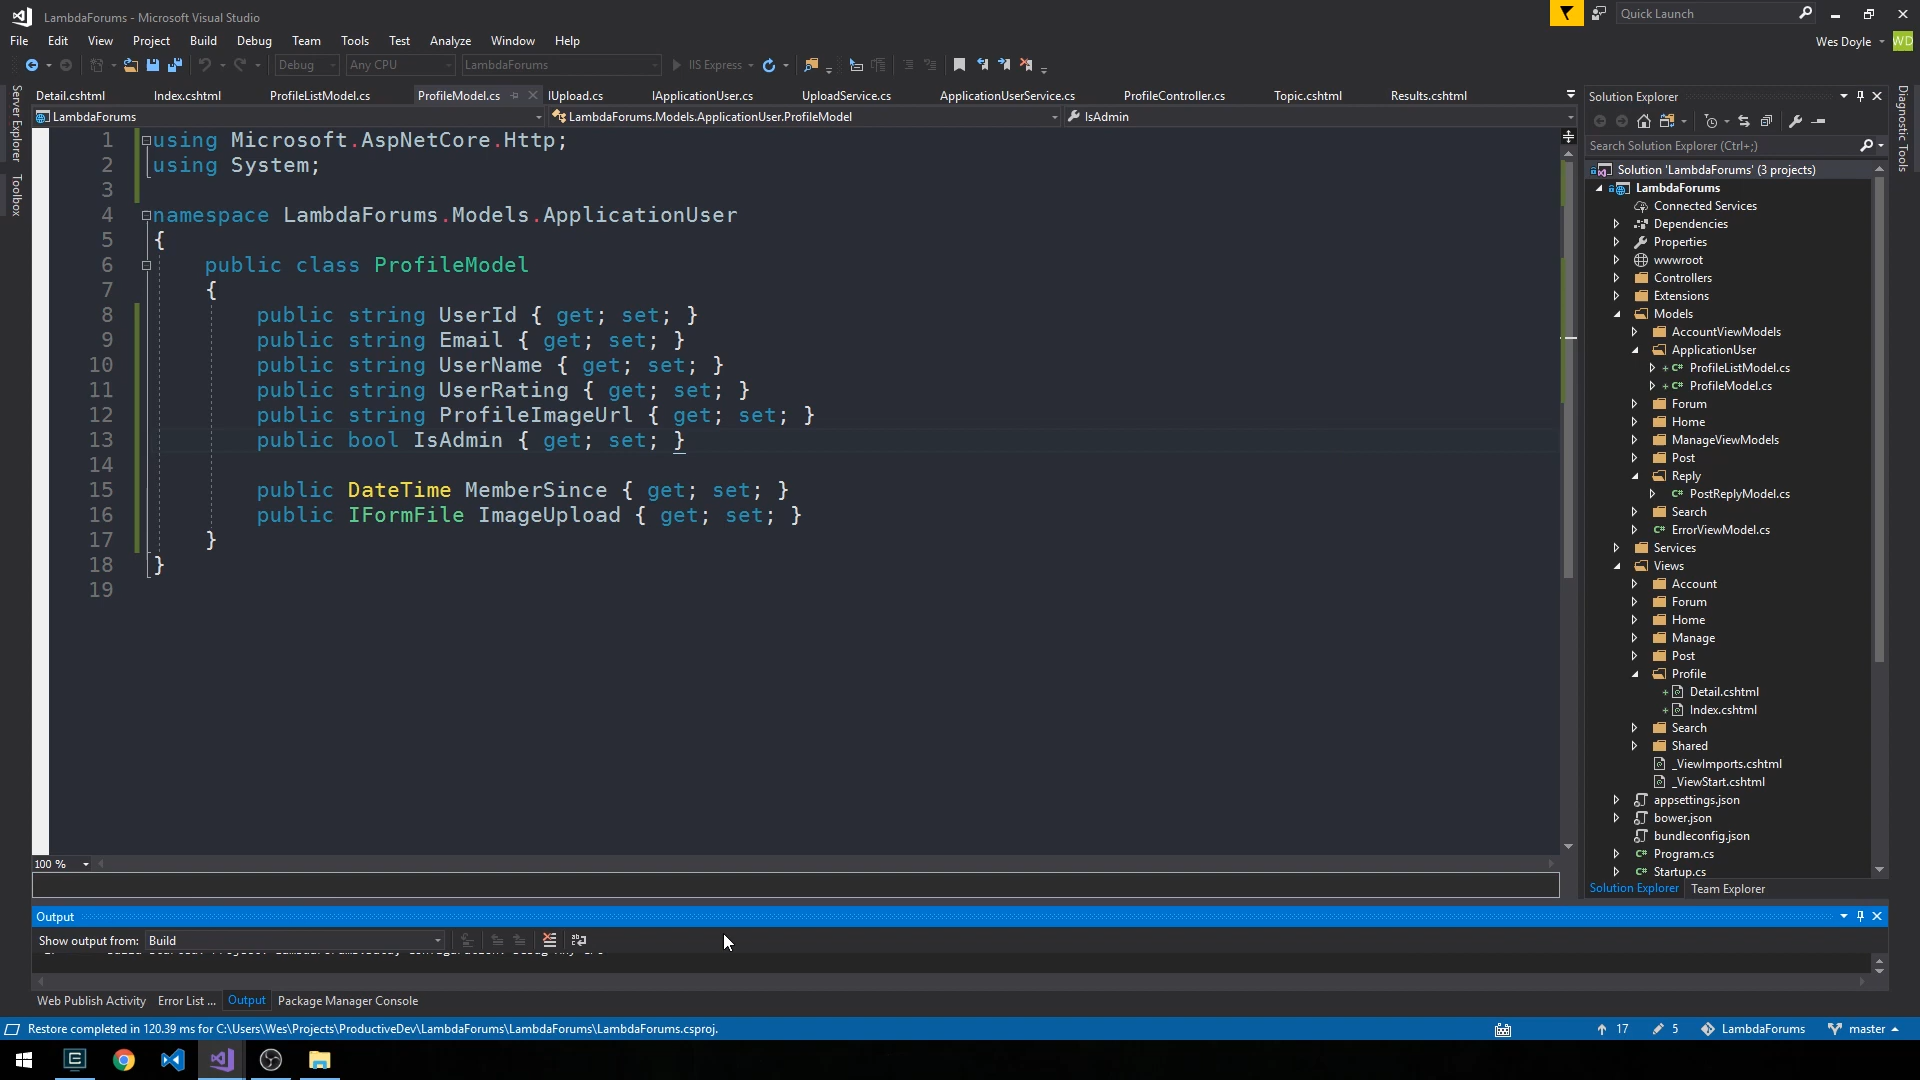 LambdaForums - Microsoft Visual Studio
Quick Launch
File Edit View Project Build Debug Team Tools Test Analyze Window Help
Wes Doyle WD
Debug Any CPU LambdaForums IIS Express
Detail.cshtml Index.cshtml ProfileListModel.cs ProfileModel.cs IUpload.cs IApplicationUser.cs UploadService.cs ApplicationUserService.cs ProfileController.cs Topic.cshtml Results.cshtml
LambdaForums LambdaForums.Models.ApplicationUser.ProfileModel IsAdmin
Server Explorer
Toolbox
1 using Microsoft.AspNetCore.Http;
2 using System;
3
4 namespace LambdaForums.Models.ApplicationUser
5 {
6 public class ProfileModel
7 {
8 public string UserId { get; set; }
9 public string Email { get; set; }
10 public string UserName { get; set; }
11 public string UserRating { get; set; }
12 public string ProfileImageUrl { get; set; }
13 public bool IsAdmin { get; set; }
14
15 public DateTime MemberSince { get; set; }
16 public IFormFile ImageUpload { get; set; }
17 }
18 }
19
100 %
Solution Explorer
Search Solution Explorer (Ctrl+;)
Solution 'LambdaForums' (3 projects)
LambdaForums
Connected Services
Dependencies
Properties
wwwroot
Controllers
Extensions
Models
AccountViewModels
ApplicationUser
ProfileListModel.cs
ProfileModel.cs
Forum
Home
ManageViewModels
Post
Reply
PostReplyModel.cs
Search
ErrorViewModel.cs
Services
Views
Account
Forum
Home
Manage
Post
Profile
Detail.cshtml
Index.cshtml
Search
Shared
_ViewImports.cshtml
_ViewStart.cshtml
appsettings.json
bower.json
bundleconfig.json
Program.cs
Startup.cs
Solution Explorer Team Explorer
Diagnostic Tools
Output
Show output from: Build
Web Publish Activity Error List ... Output Package Manager Console
Restore completed in 120.39 ms for C:\Users\Wes\Projects\ProductiveDev\LambdaForums\LambdaForums\LambdaForums.csproj.
17 5 LambdaForums master